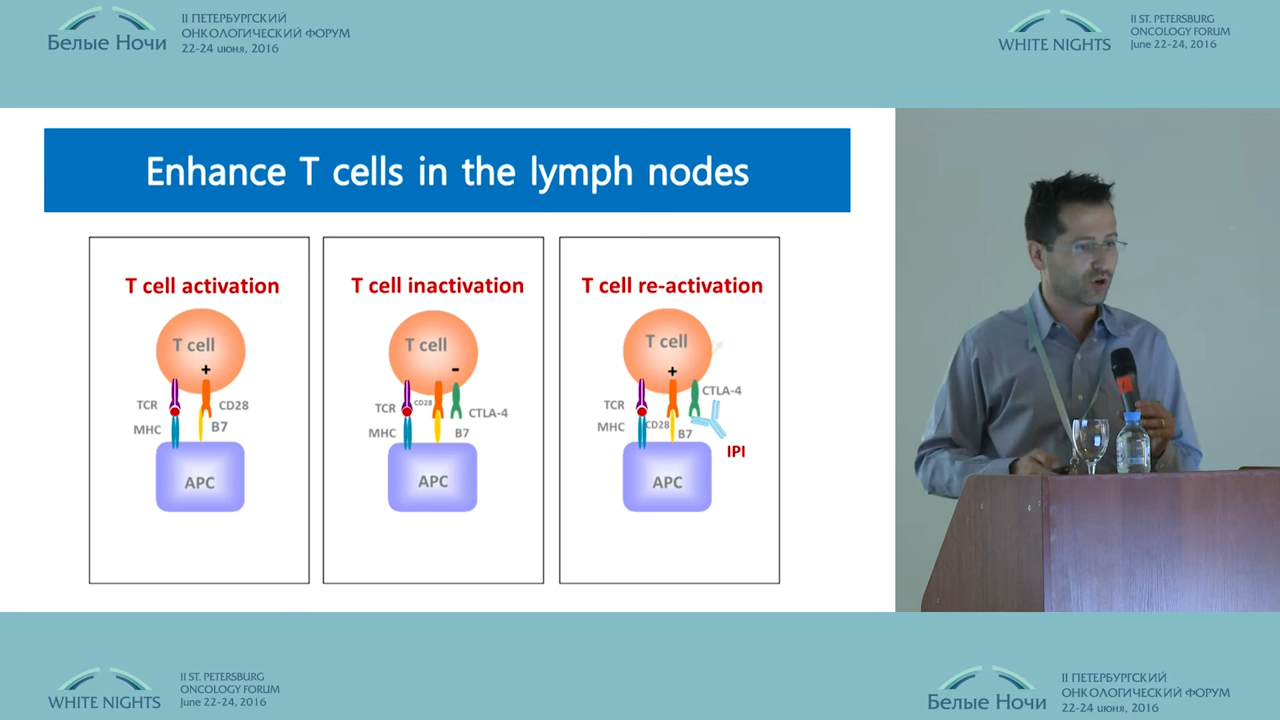 Белые Ночи
II ПЕТЕРБУРГСКИЙ
ОНКОЛОГИЧЕСКИЙ ФОРУМ
22-24 июня, 2016
WHITE NIGHTS
II ST. PETERSBURG
ONCOLOGY FORUM
June 22-24, 2016
Enhance T cells in the lymph nodes
T cell activation
T cell
+
TCR
CD28
MHC
B7
APC
T cell inactivation
T cell
-
TCR
CD28
CTLA-4
MHC
B7
APC
T cell re-activation
T cell
+
CTLA-4
TCR
MHC
CD28
B7
IPI
APC
WHITE NIGHTS
II ST. PETERSBURG
ONCOLOGY FORUM
June 22-24, 2016
Белые Ночи
II ПЕТЕРБУРГСКИЙ
ОНКОЛОГИЧЕСКИЙ ФОРУМ
22-24 июня, 2016